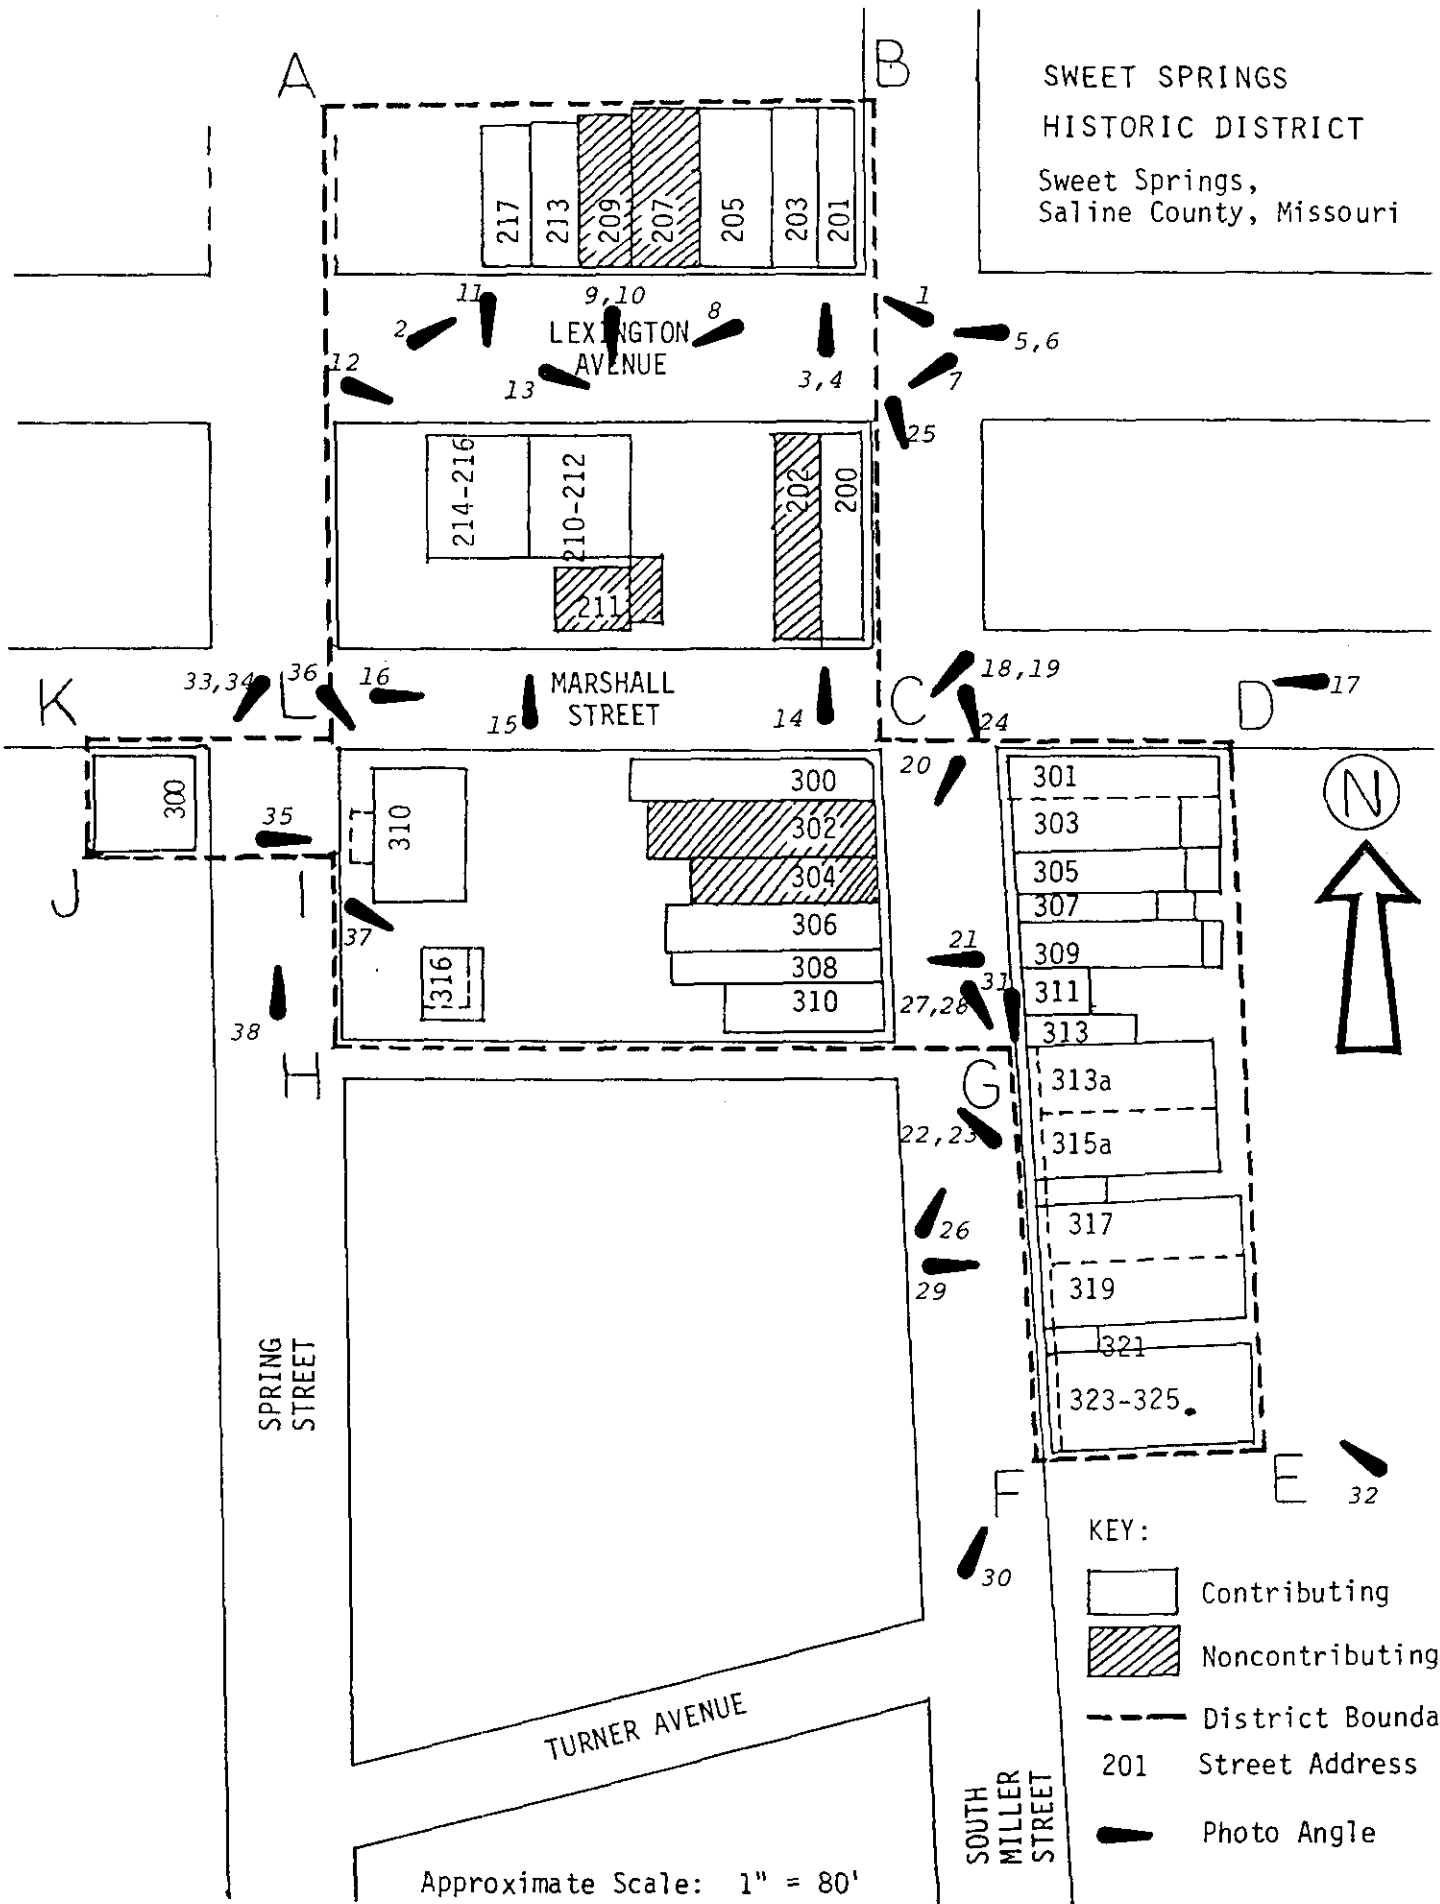 A
B
SWEET SPRINGS
HISTORIC DISTRICT
Sweet Springs,
Saline County, Missouri
217
213
209
207
205
203
201
11
9,10
8
1
2
LEXINGTON
AVENUE
5,6
12
13
3,4
7
25
214-216
210-212
202
200
211
33,34
L
36
16
MARSHALL
STREET
15
14
C
18,19
24
D
17
K
20
300
310
300
301
N
35
302
303
304
305
J
I
37
306
307
21
309
316
308
31
311
38
310
27,28
313
H
G
313a
22,23
315a
26
317
29
319
SPRING
STREET
321
323-325
F
E
32
KEY:
30
Contributing
Noncontributing
District Bounda
201 Street Address
Photo Angle
TURNER AVENUE
SOUTH
MILLER
STREET
Approximate Scale: 1" = 80'